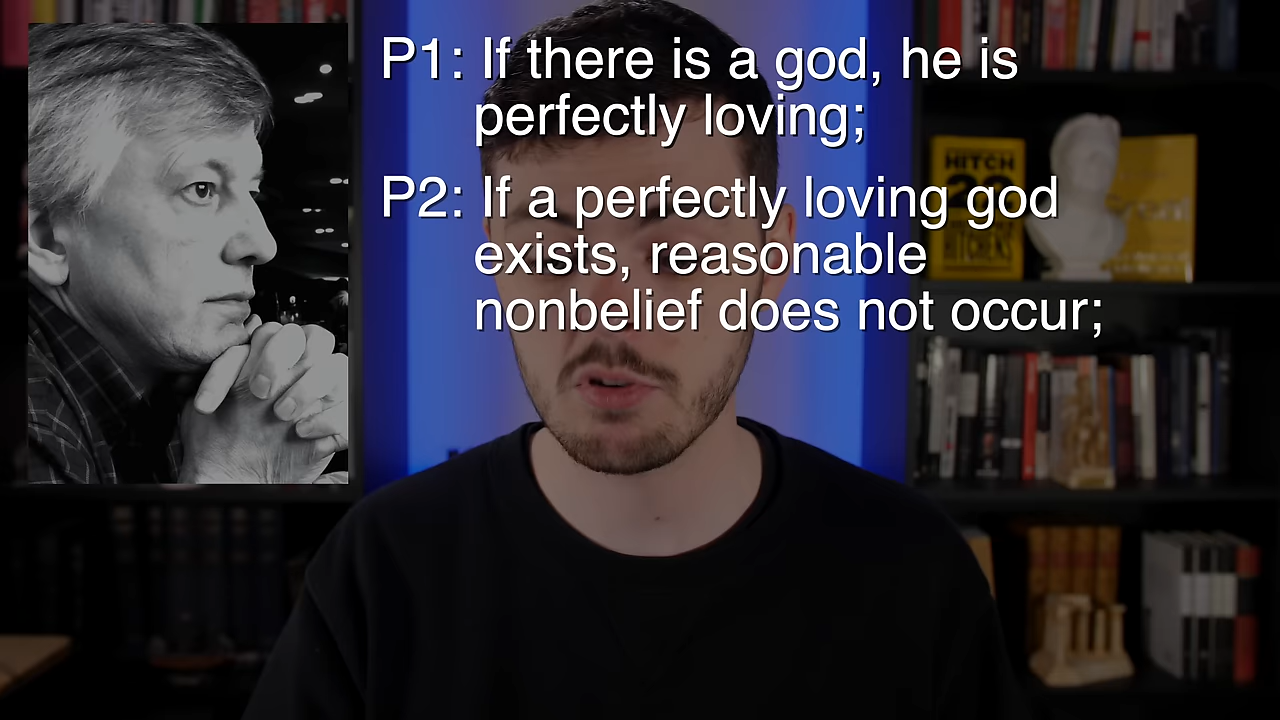 P1: If there is a god, he is
perfectly loving;
P2: If a perfectly loving god
exists, reasonable
nonbelief does not occur;
HITCH
HITCHENS